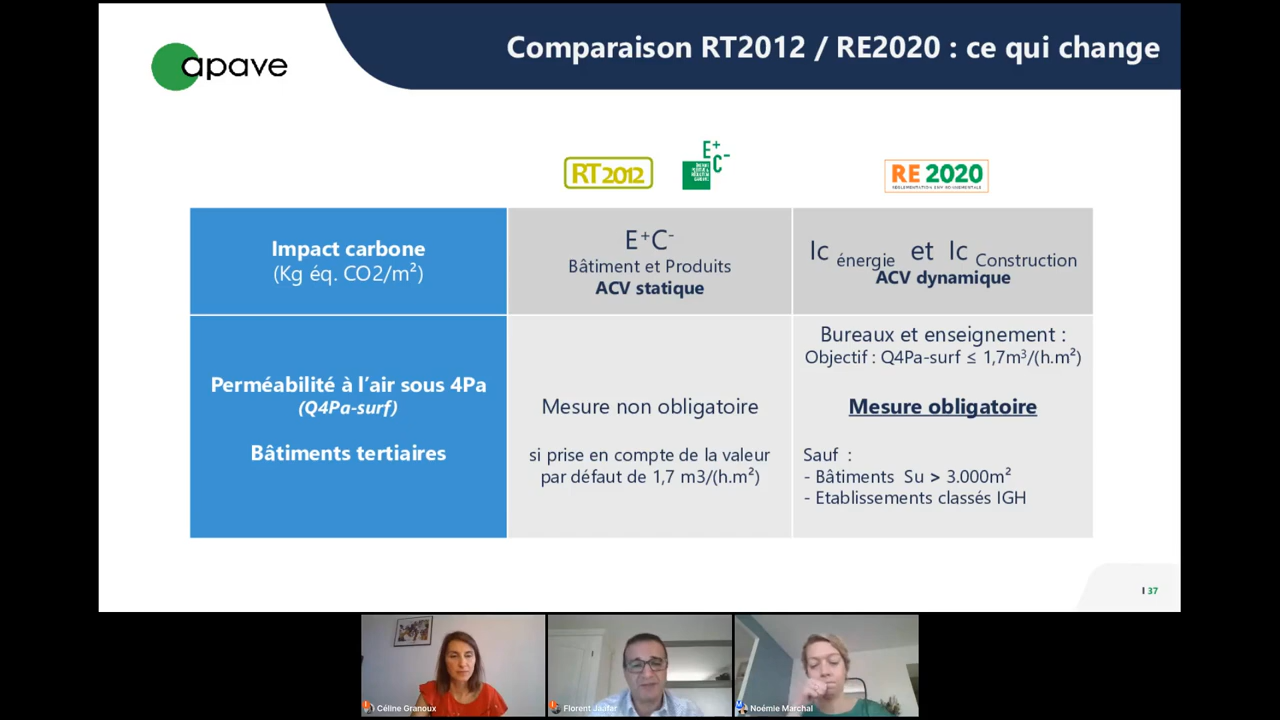 apave
Comparaison RT2012 / RE2020 : ce qui change
RT2012
E+
C-
RE 2020
Impact carbone
(Kg éq. CO2/m²)
E+C-
Bâtiment et Produits
ACV statique
Ic énergie et Ic Construction
ACV dynamique
Perméabilité à l’air sous 4Pa
(Q4Pa-surf)
Bâtiments tertiaires
Mesure non obligatoire
si prise en compte de la valeur
par défaut de 1,7 m3/(h.m²)
Bureaux et enseignement :
Objectif : Q4Pa-surf ≤ 1,7m³/(h.m²)
Mesure obligatoire
Sauf :
- Bâtiments Su > 3.000m²
- Etablissements classés IGH
I 37
Céline Granoux
Florent Jaafar
Noémie Marchal